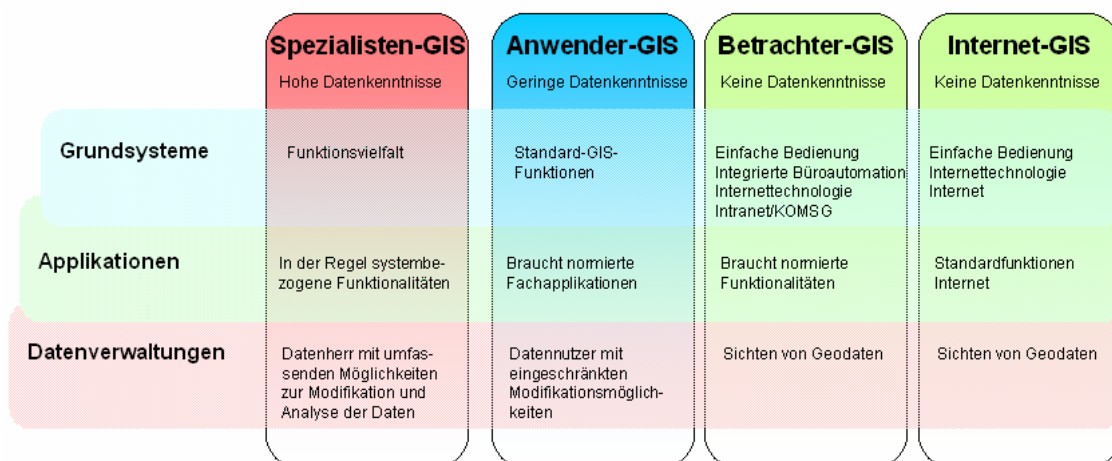 Spezialisten-GIS
Hohe Datenkenntnisse
Anwender-GIS
Geringe Datenkenntnisse
Betrachter-GIS
Keine Datenkenntnisse
Internet-GIS
Keine Datenkenntnisse
Grundsysteme
Funktionsvielfalt
Standard-GIS-
Funktionen
Einfache Bedienung
Integrierte Büroautomation
Internettechnologie
Intranet/KOMSG
Einfache Bedienung
Internettechnologie
Internet
Applikationen
In der Regel systembe-
zogene Funktionalitäten
Braucht normierte
Fachapplikationen
Braucht normierte
Funktionalitäten
Standardfunktionen
Internet
Datenverwaltungen
Datenherr mit umfas-
senden Möglichkeiten
zur Modifikation und
Analyse der Daten
Datennutzer mit
eingeschränkten
Modifikationsmöglich-
keiten
Sichten von Geodaten
Sichten von Geodaten